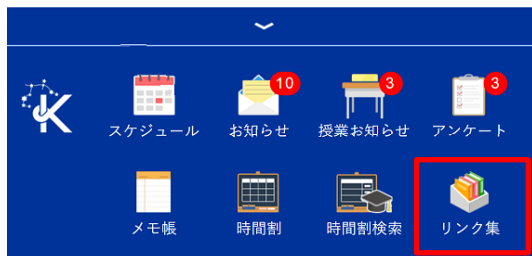 10
3
3
スケジュール
お知らせ
授業お知らせ
アンケート
メモ帳
時間割
時間割検索
リンク集